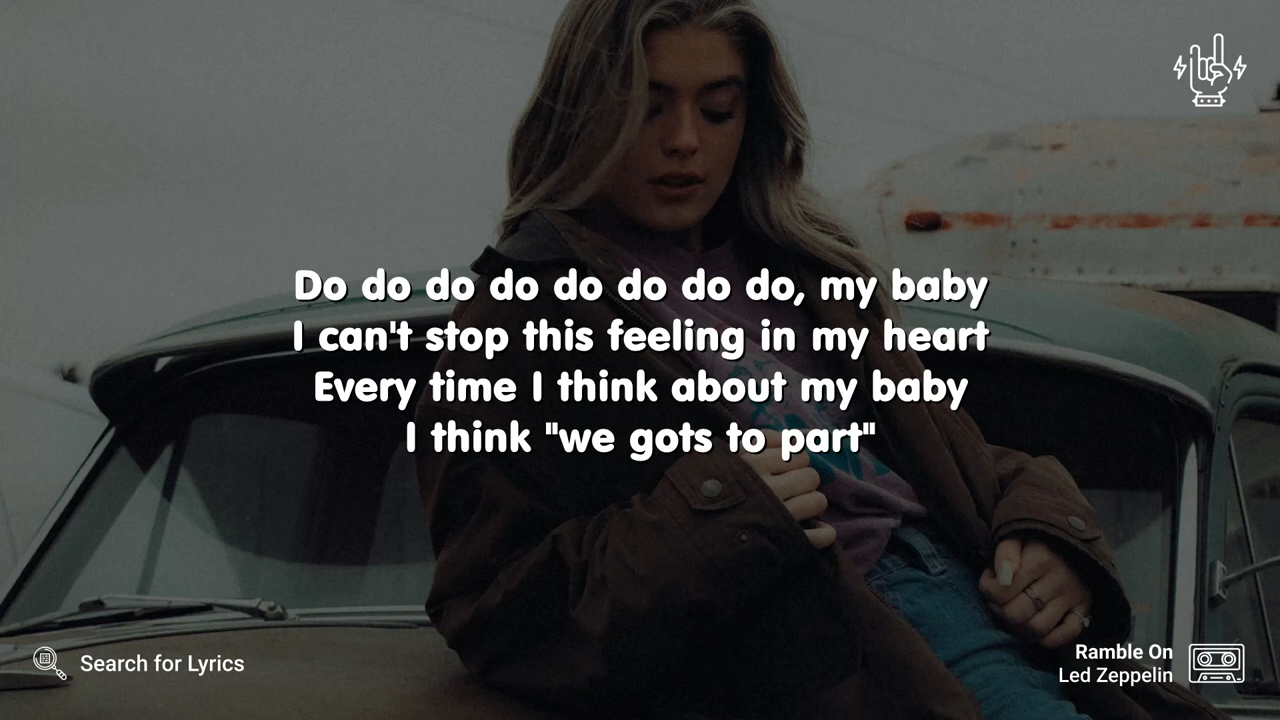 Do do do do do do do do, my baby
I can't stop this feeling in my heart
Every time I think about my baby
I think "we gots to part"
Search for Lyrics
Ramble On
Led Zeppelin